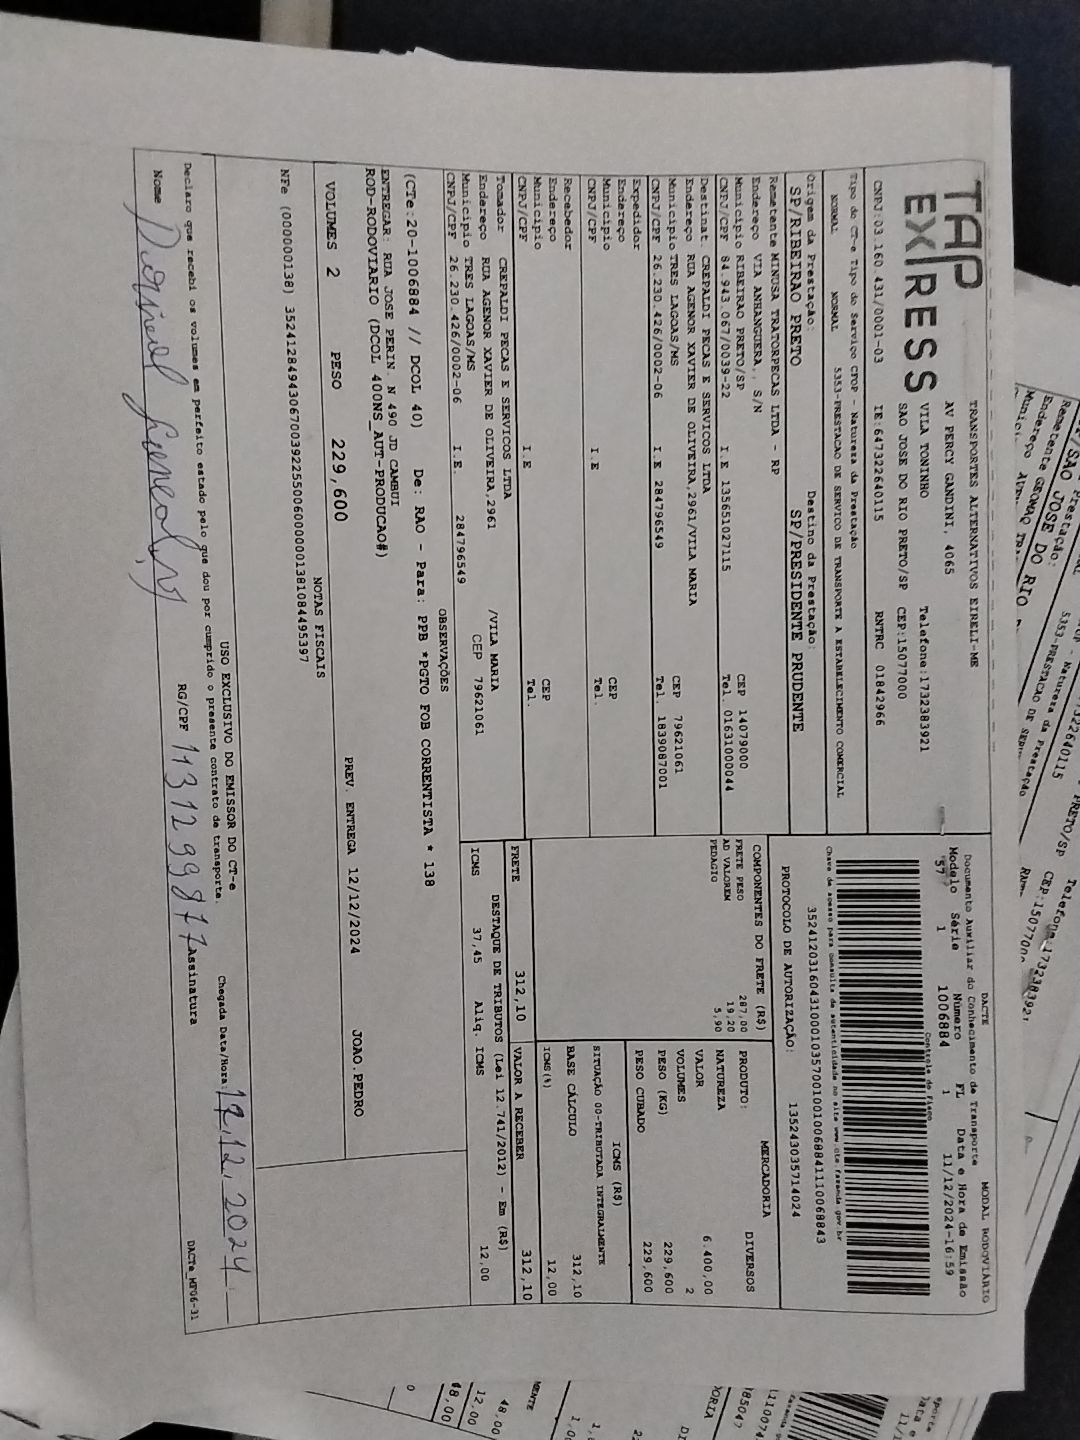 TAP EXPRESS
TRANSPORTES ALTERNATIVOS EIRELI-ME
AV PERCY GANDINI, 4065
VILA TONINHO Telefone:1732383921
SAO JOSE DO RIO PRETO/SP CEP:15077000
CNPJ:03.160.431/0001-03 IE:647322640115 RNTRC 01842966
DACTE MODAL RODOVIÁRIO
Documento Auxiliar do Conhecimento de Transporte
Modelo Série Número FL Data e Hora de Emissão
57 1 1006884 1 11/12/2024-16:59
Controle do Fisco
Chave de acesso para consulta de autenticidade no site www.cte.fazenda.gov.br
35241203160431000103570010010068841110068843
PROTOCOLO DE AUTORIZAÇÃO: 135243035714024
Tipo do CT-e Tipo do Serviço CFOP - Natureza da Prestação
NORMAL NORMAL 5353-PRESTACAO DE SERVICO DE TRANSPORTE A ESTABELECIMENTO COMERCIAL
Origem da Prestação: Destino da Prestação:
SP/RIBEIRAO PRETO SP/PRESIDENTE PRUDENTE
Remetente MINUSA TRATORPECAS LTDA - RP
Endereço VIA ANHANGUERA,, S/N
Município RIBEIRAO PRETO/SP CEP 14079000
CNPJ/CPF 84.943.067/0039-22 I.E 136651027115 Tel. 01631000044
Destinat. CREPALDI PECAS E SERVICOS LTDA
Endereço RUA AGENOR XAVIER DE OLIVEIRA,2961/VILA MARIA
Município TRES LAGOAS/MS CEP 79621061
CNPJ/CPF 26.230.426/0002-06 I.E 284796549 Tel. 1839087001
Expedidor
Endereço
Município CEP
CNPJ/CPF I.E Tel.
Recebedor
Endereço
Município CEP
CNPJ/CPF I.E Tel.
Tomador CREPALDI PECAS E SERVICOS LTDA
Endereço RUA AGENOR XAVIER DE OLIVEIRA,2961 /VILA MARIA
Município TRES LAGOAS/MS CEP 79621061
CNPJ/CPF 26.230.426/0002-06 I.E. 284796549
COMPONENTES DO FRETE (R$)
FRETE PESO 287,00
AD VALOREM 19,20
PEDAGIO 5,90
MERCADORIA
PRODUTO: DIVERSOS
NATUREZA
VALOR 6.400,00
VOLUMES 2
PESO (KG) 229,600
PESO CUBADO 229,600
ICMS (R$)
SITUAÇÃO 00-TRIBUTADA INTEGRALMENTE
BASE CÁLCULO 312,10
ICMS(%) 12,00
FRETE 312,10 VALOR A RECEBER 312,10
DESTAQUE DE TRIBUTOS (Lei 12.741/2012) - Em (R$)
ICMS 37,45 Aliq. ICMS 12,00
OBSERVAÇÕES
(CTe:20-1006884 // DCOL 40) De: RAO - Para: PPB *PGTO FOB CORRENTISTA * 138
ENTREGAR: RUA JOSE PERIN. N 490 JD CAMBUI
ROD-RODOVIARIO (DCOL 400NS_AUT-PRODUCAO#)
VOLUMES 2 PESO 229,600 PREV. ENTREGA 12/12/2024 JOAO.PEDRO
NOTAS FISCAIS
NFe (000000138) 35241284943067003922550060000001381084495397
USO EXCLUSIVO DO EMISSOR DO CT-e
Declaro que recebi os volumes em perfeito estado pelo que dou por cumprido o presente contrato de transporte.
Chegada Data/Hora: 12.12.2024
Nome RG/CPF 1131299877 Assinatura
DACTe_MF06-31